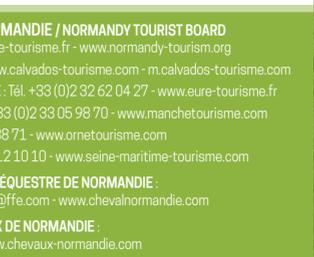 MANDIE / NORMANDY TOURIST BOARD
e-tourisme.fr - www.normandy-tourism.org
w.calvados-tourisme.com - m.calvados-tourisme.com
: Tél. +33 (0)2 32 62 04 27 - www.eure-tourisme.fr
33 (0)2 33 05 98 70 - www.manchetourisme.com
38 71 - www.ornetourisme.com
12 10 10 - www.seine-maritime-tourisme.com
ÉQUESTRE DE NORMANDIE :
@ffe.com - www.chevalnormandie.com
X DE NORMANDIE :
w.chevaux-normandie.com